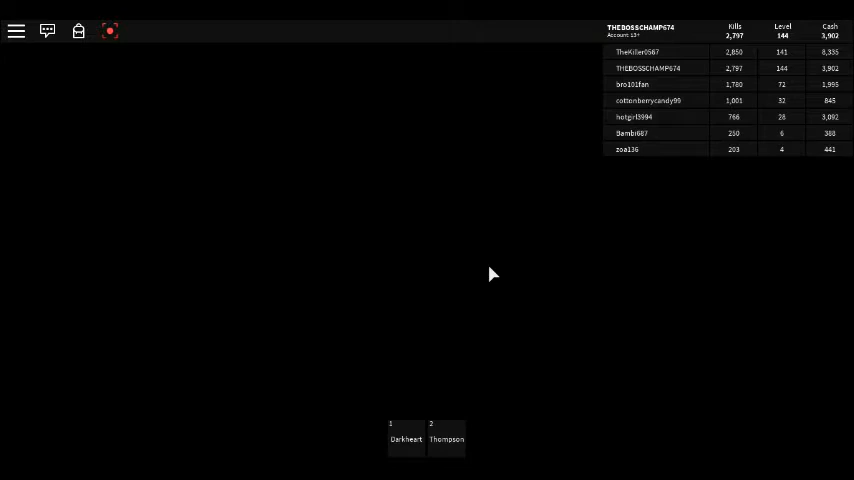 THEBOSSCHAMP674 Kills Level Cash
Account: 13+ 2,797 144 3,902
TheKiller0567 2,850 141 8,335
THEBOSSCHAMP674 2,797 144 3,902
bro101fan 1,780 72 1,995
cottonberrycandy99 1,001 32 845
hotgirl3994 766 28 3,092
Bambi687 250 6 388
zoa136 203 4 441
1 2
Darkheart Thompson